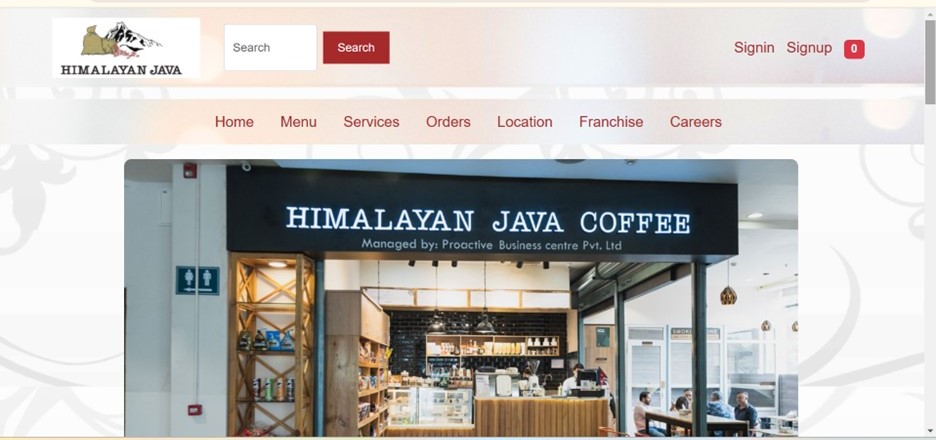 HIMALAYAN JAVA
Search
Search
Signin Signup 0
Home Menu Services Orders Location Franchise Careers
HIMALAYAN JAVA COFFEE
Managed by: Proactive Business centre Pvt. Ltd